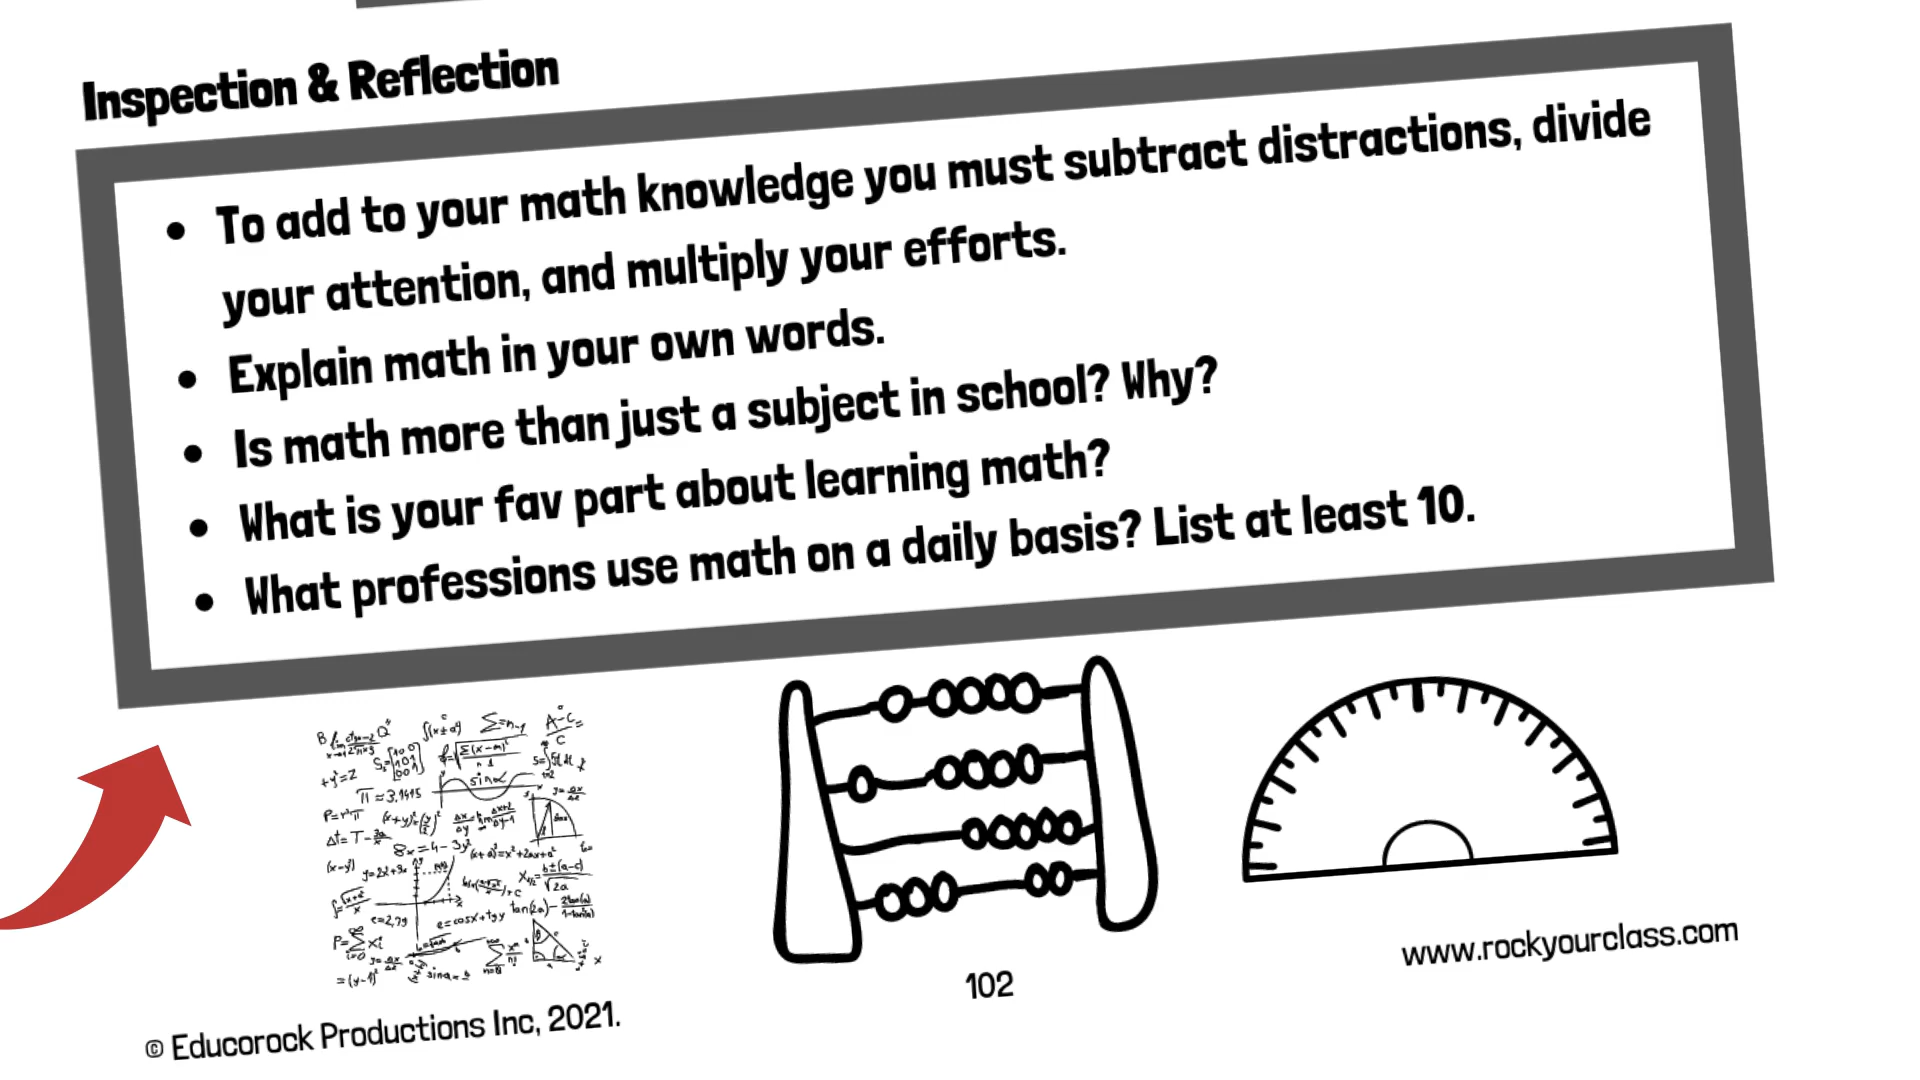 Inspection & Reflection
• To add to your math knowledge you must subtract distractions, divide
your attention, and multiply your efforts.
• Explain math in your own words.
• Is math more than just a subject in school? Why?
• What is your fav part about learning math?
• What professions use math on a daily basis? List at least 10.
π ≈ 3,1415
sinα
www.rockyourclass.com
102
© Educorock Productions Inc, 2021.